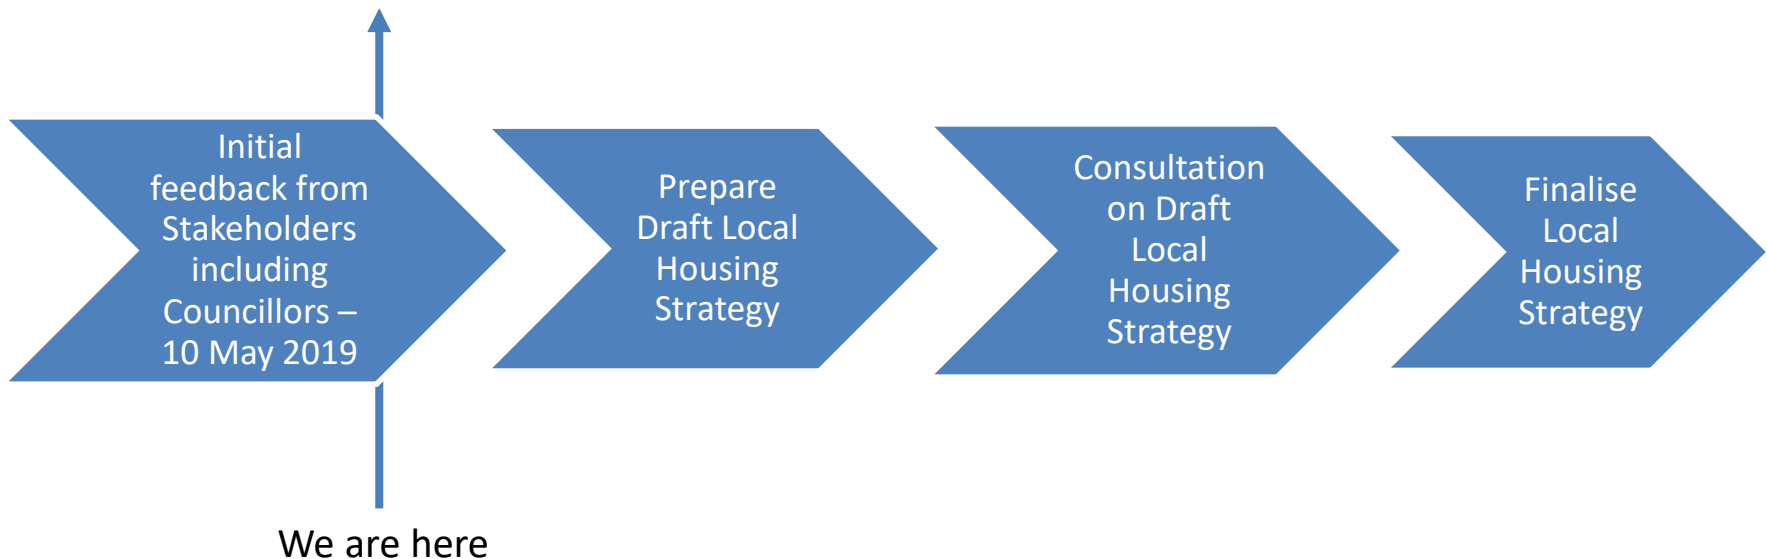 Initial
feedback from
Stakeholders
including
Councillors –
10 May 2019
Prepare
Draft Local
Housing
Strategy
Consultation
on Draft
Local
Housing
Strategy
Finalise
Local
Housing
Strategy
We are here